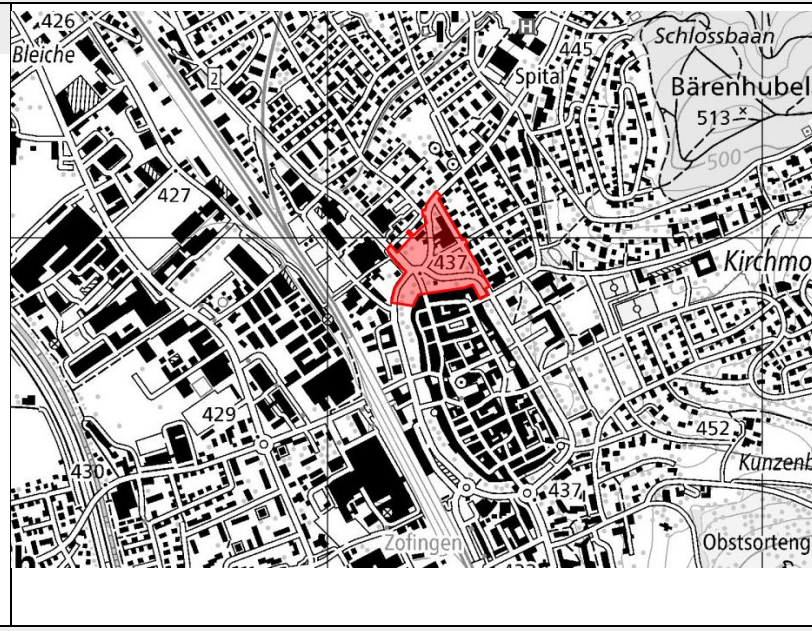 426
Bleiche
2
H
445
Spital
Schlossbaan
Bärenhubel
513
500
427
437
Kirchmo
429
430
452
Kunzenb
437
Zofingen
Obstsorteng